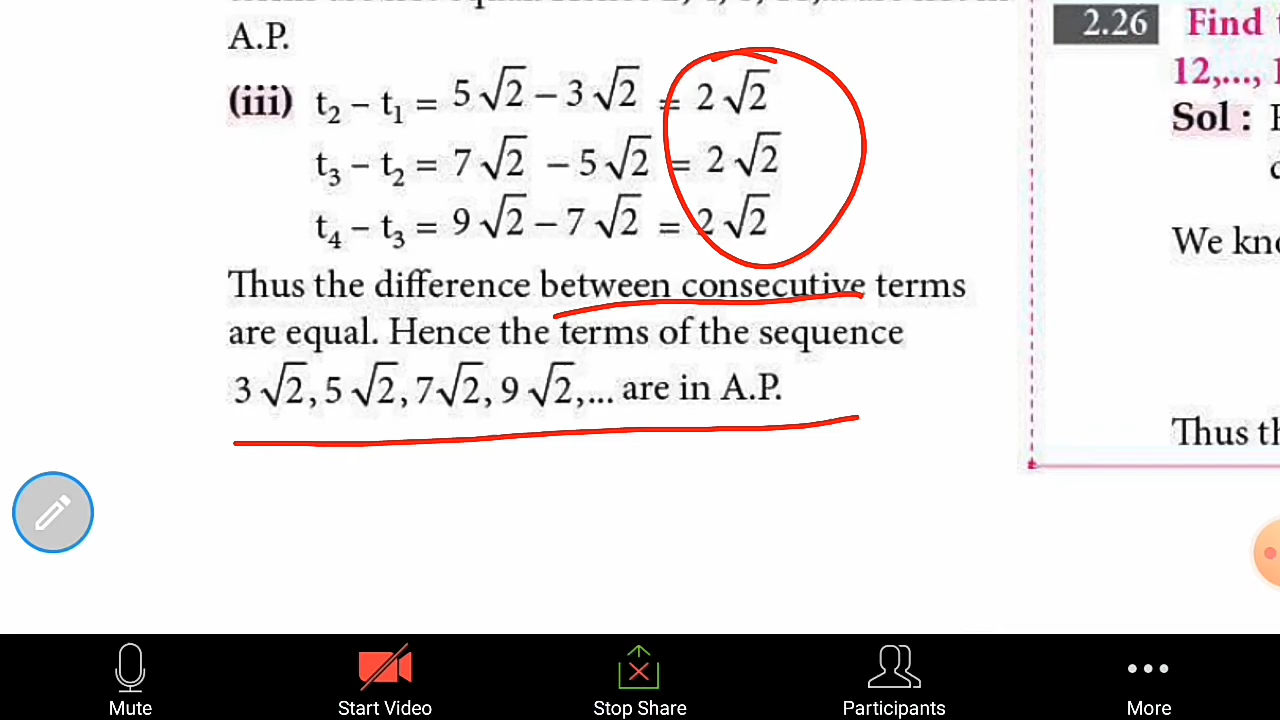 A.P.
(iii) t₂ – t₁ = 5√2 – 3√2 = 2√2
t₃ – t₂ = 7√2 – 5√2 = 2√2
t₄ – t₃ = 9√2 – 7√2 = 2√2
Thus the difference between consecutive terms
are equal. Hence the terms of the sequence
3√2, 5√2, 7√2, 9√2,... are in A.P.
2.26 Find
12,...,
Sol :
We
Thus
Mute
Start Video
Stop Share
Participants
More